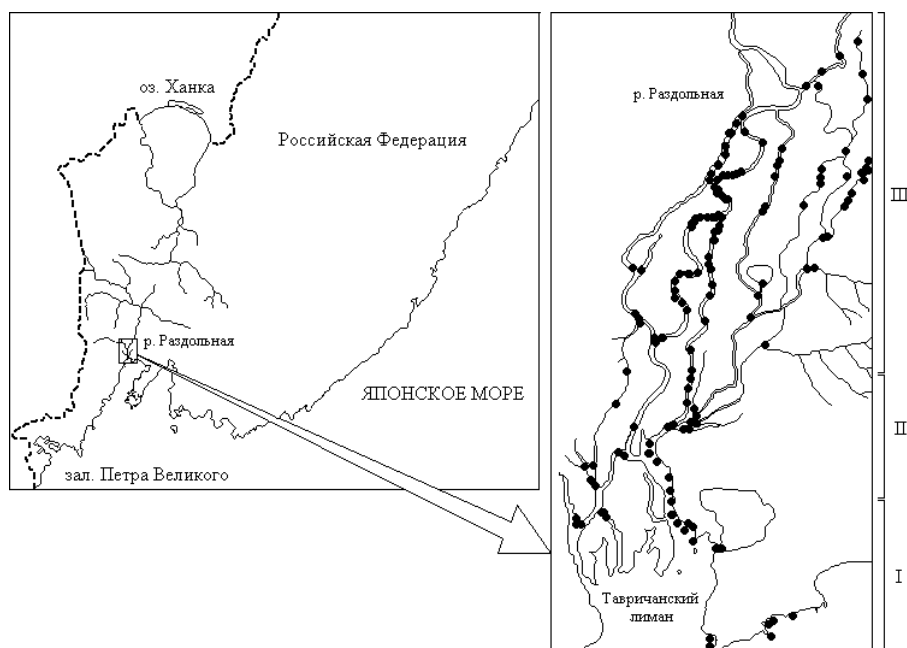 оз. Ханка
Российская Федерация
р. Раздольная
ЯПОНСКОЕ МОРЕ
зал. Петра Великого
р. Раздольная
Тавричанский
лиман
III
II
I